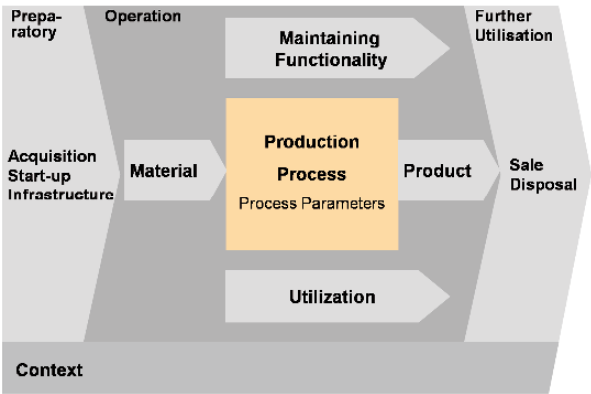 Prepa-
ratory
Operation
Further
Utilisation
Maintaining
Functionality
Acquisition
Start-up
Infrastructure
Material
Production
Process
Process Parameters
Product
Sale
Disposal
Utilization
Context